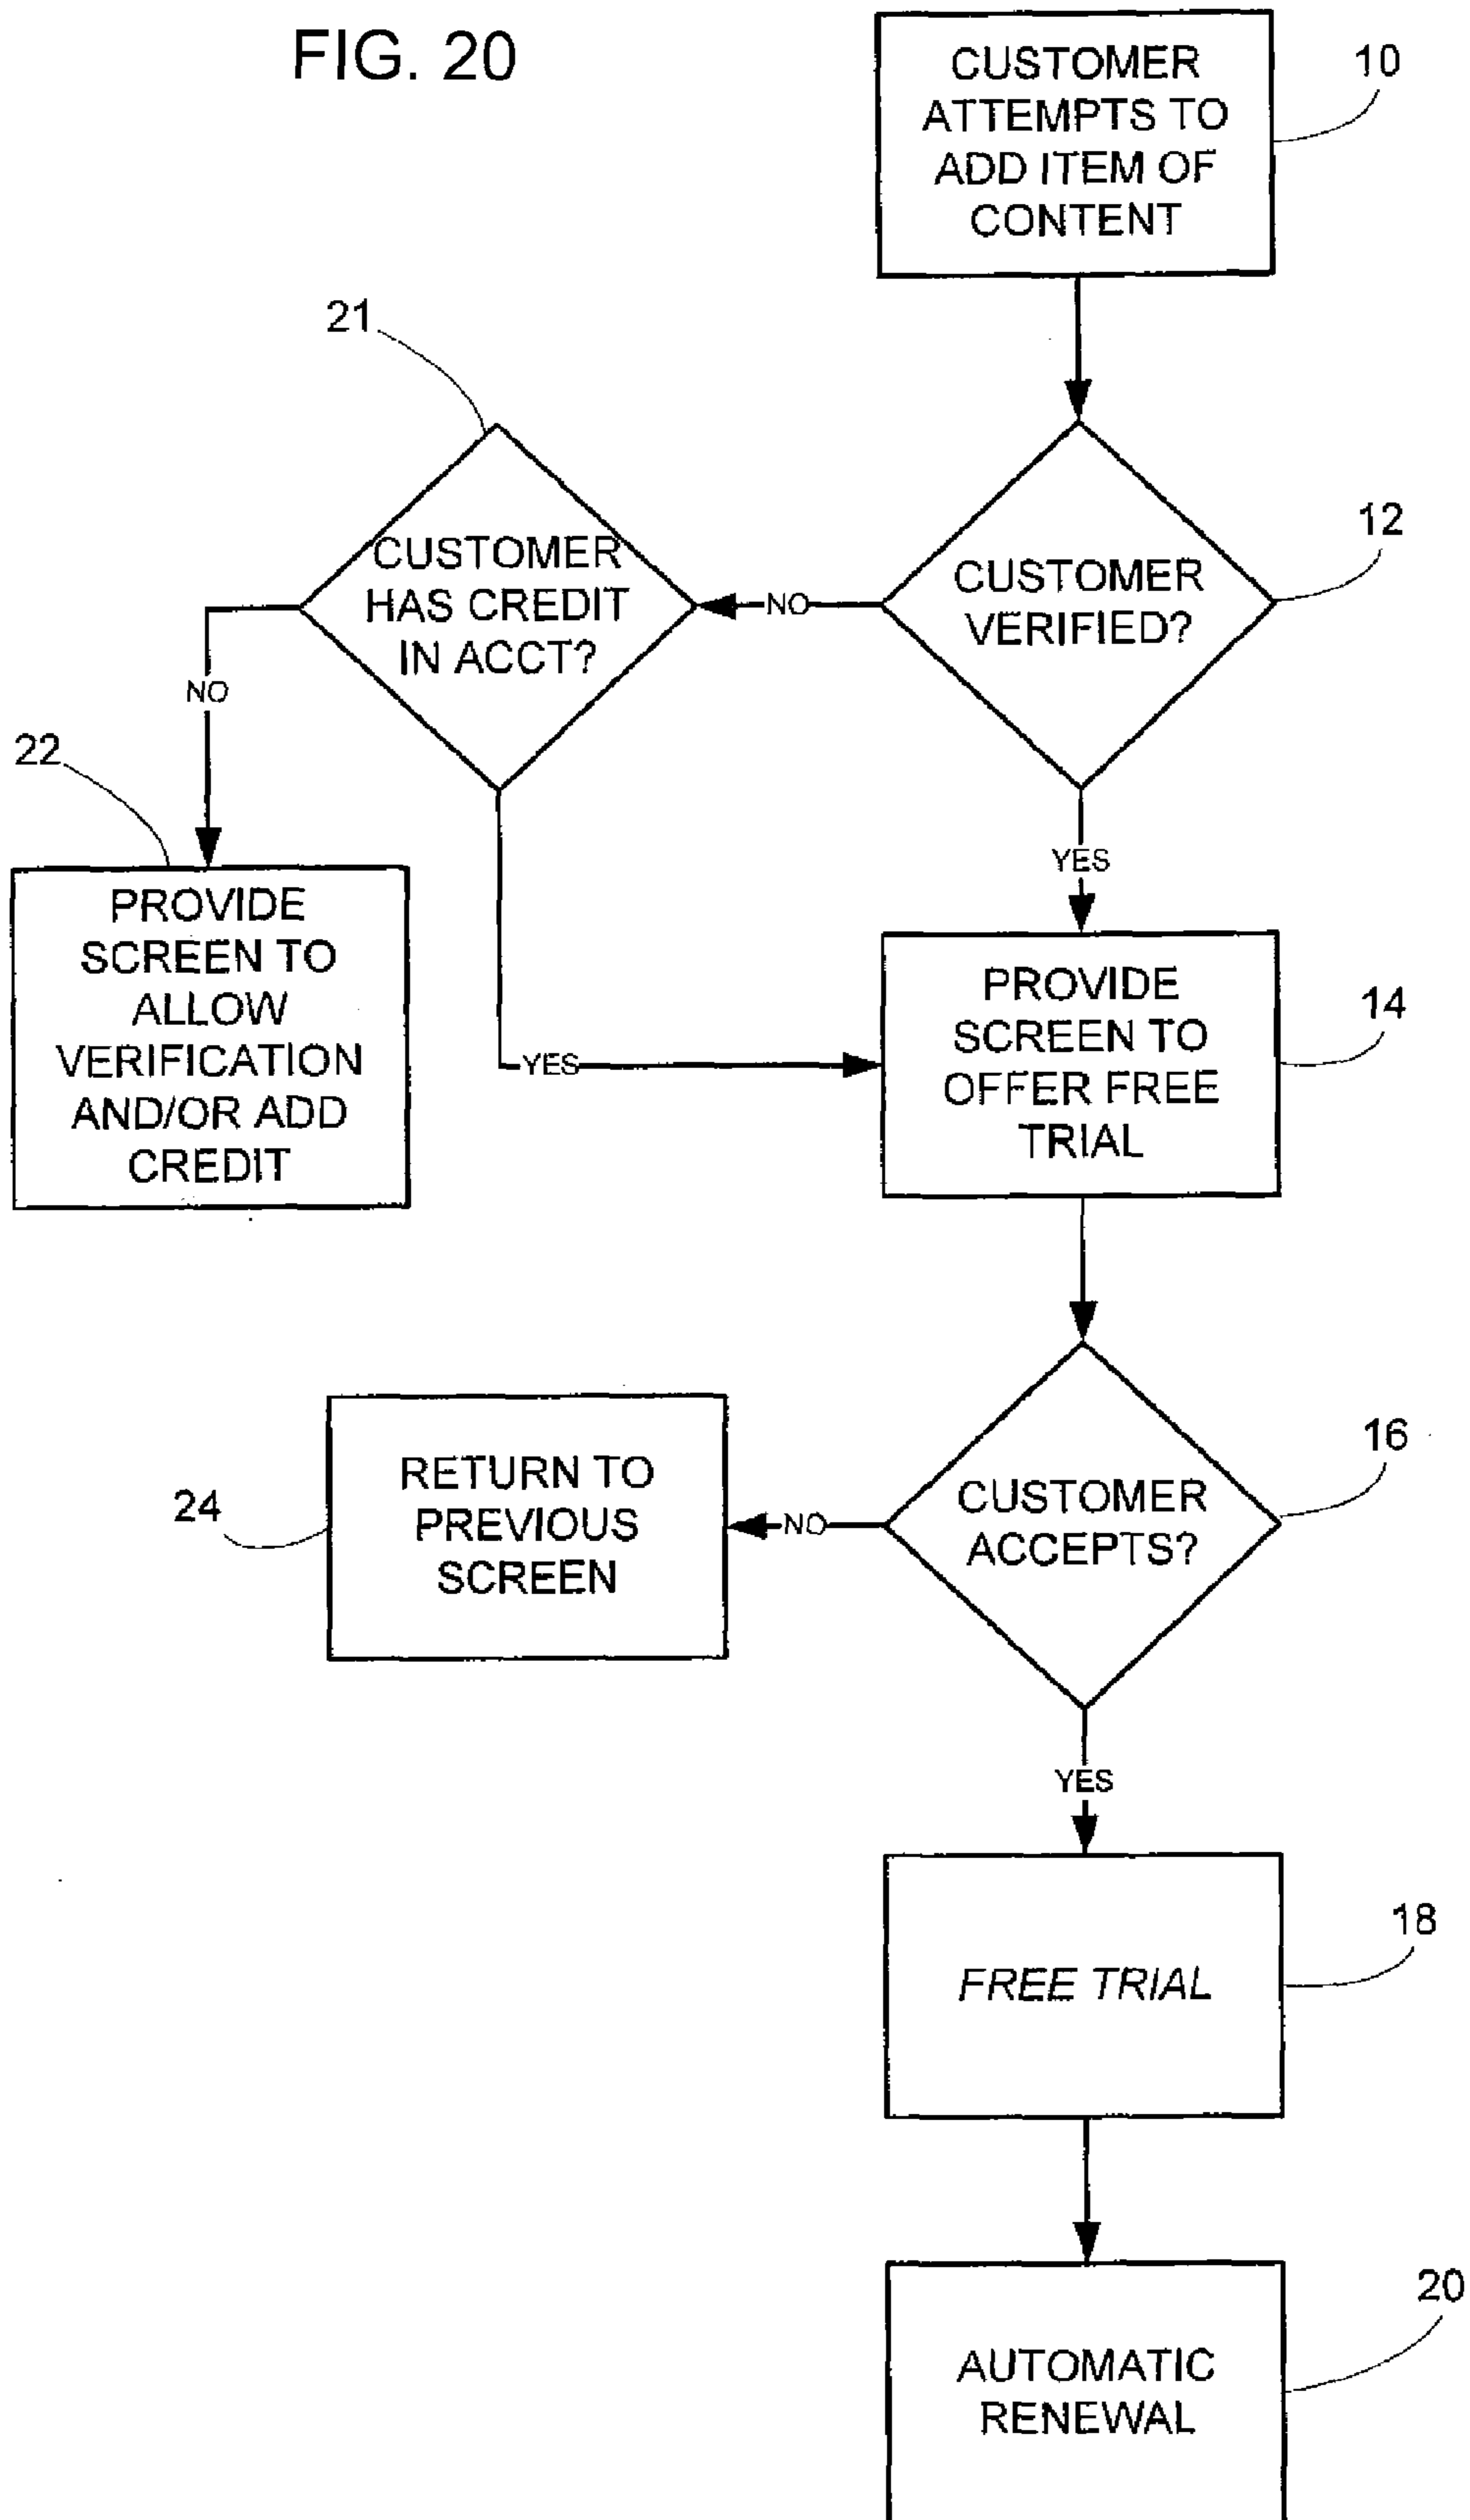 FIG. 20
CUSTOMER
ATTEMPTS TO
ADD ITEM OF
CONTENT
10
21
CUSTOMER
HAS CREDIT
IN ACCT?
NO
CUSTOMER
VERIFIED?
12
NO
22
PROVIDE
SCREEN TO
ALLOW
VERIFICATION
AND/OR ADD
CREDIT
YES
YES
PROVIDE
SCREEN TO
OFFER FREE
TRIAL
14
24
RETURN TO
PREVIOUS
SCREEN
NO
CUSTOMER
ACCEPTS?
16
YES
FREE TRIAL
18
AUTOMATIC
RENEWAL
20